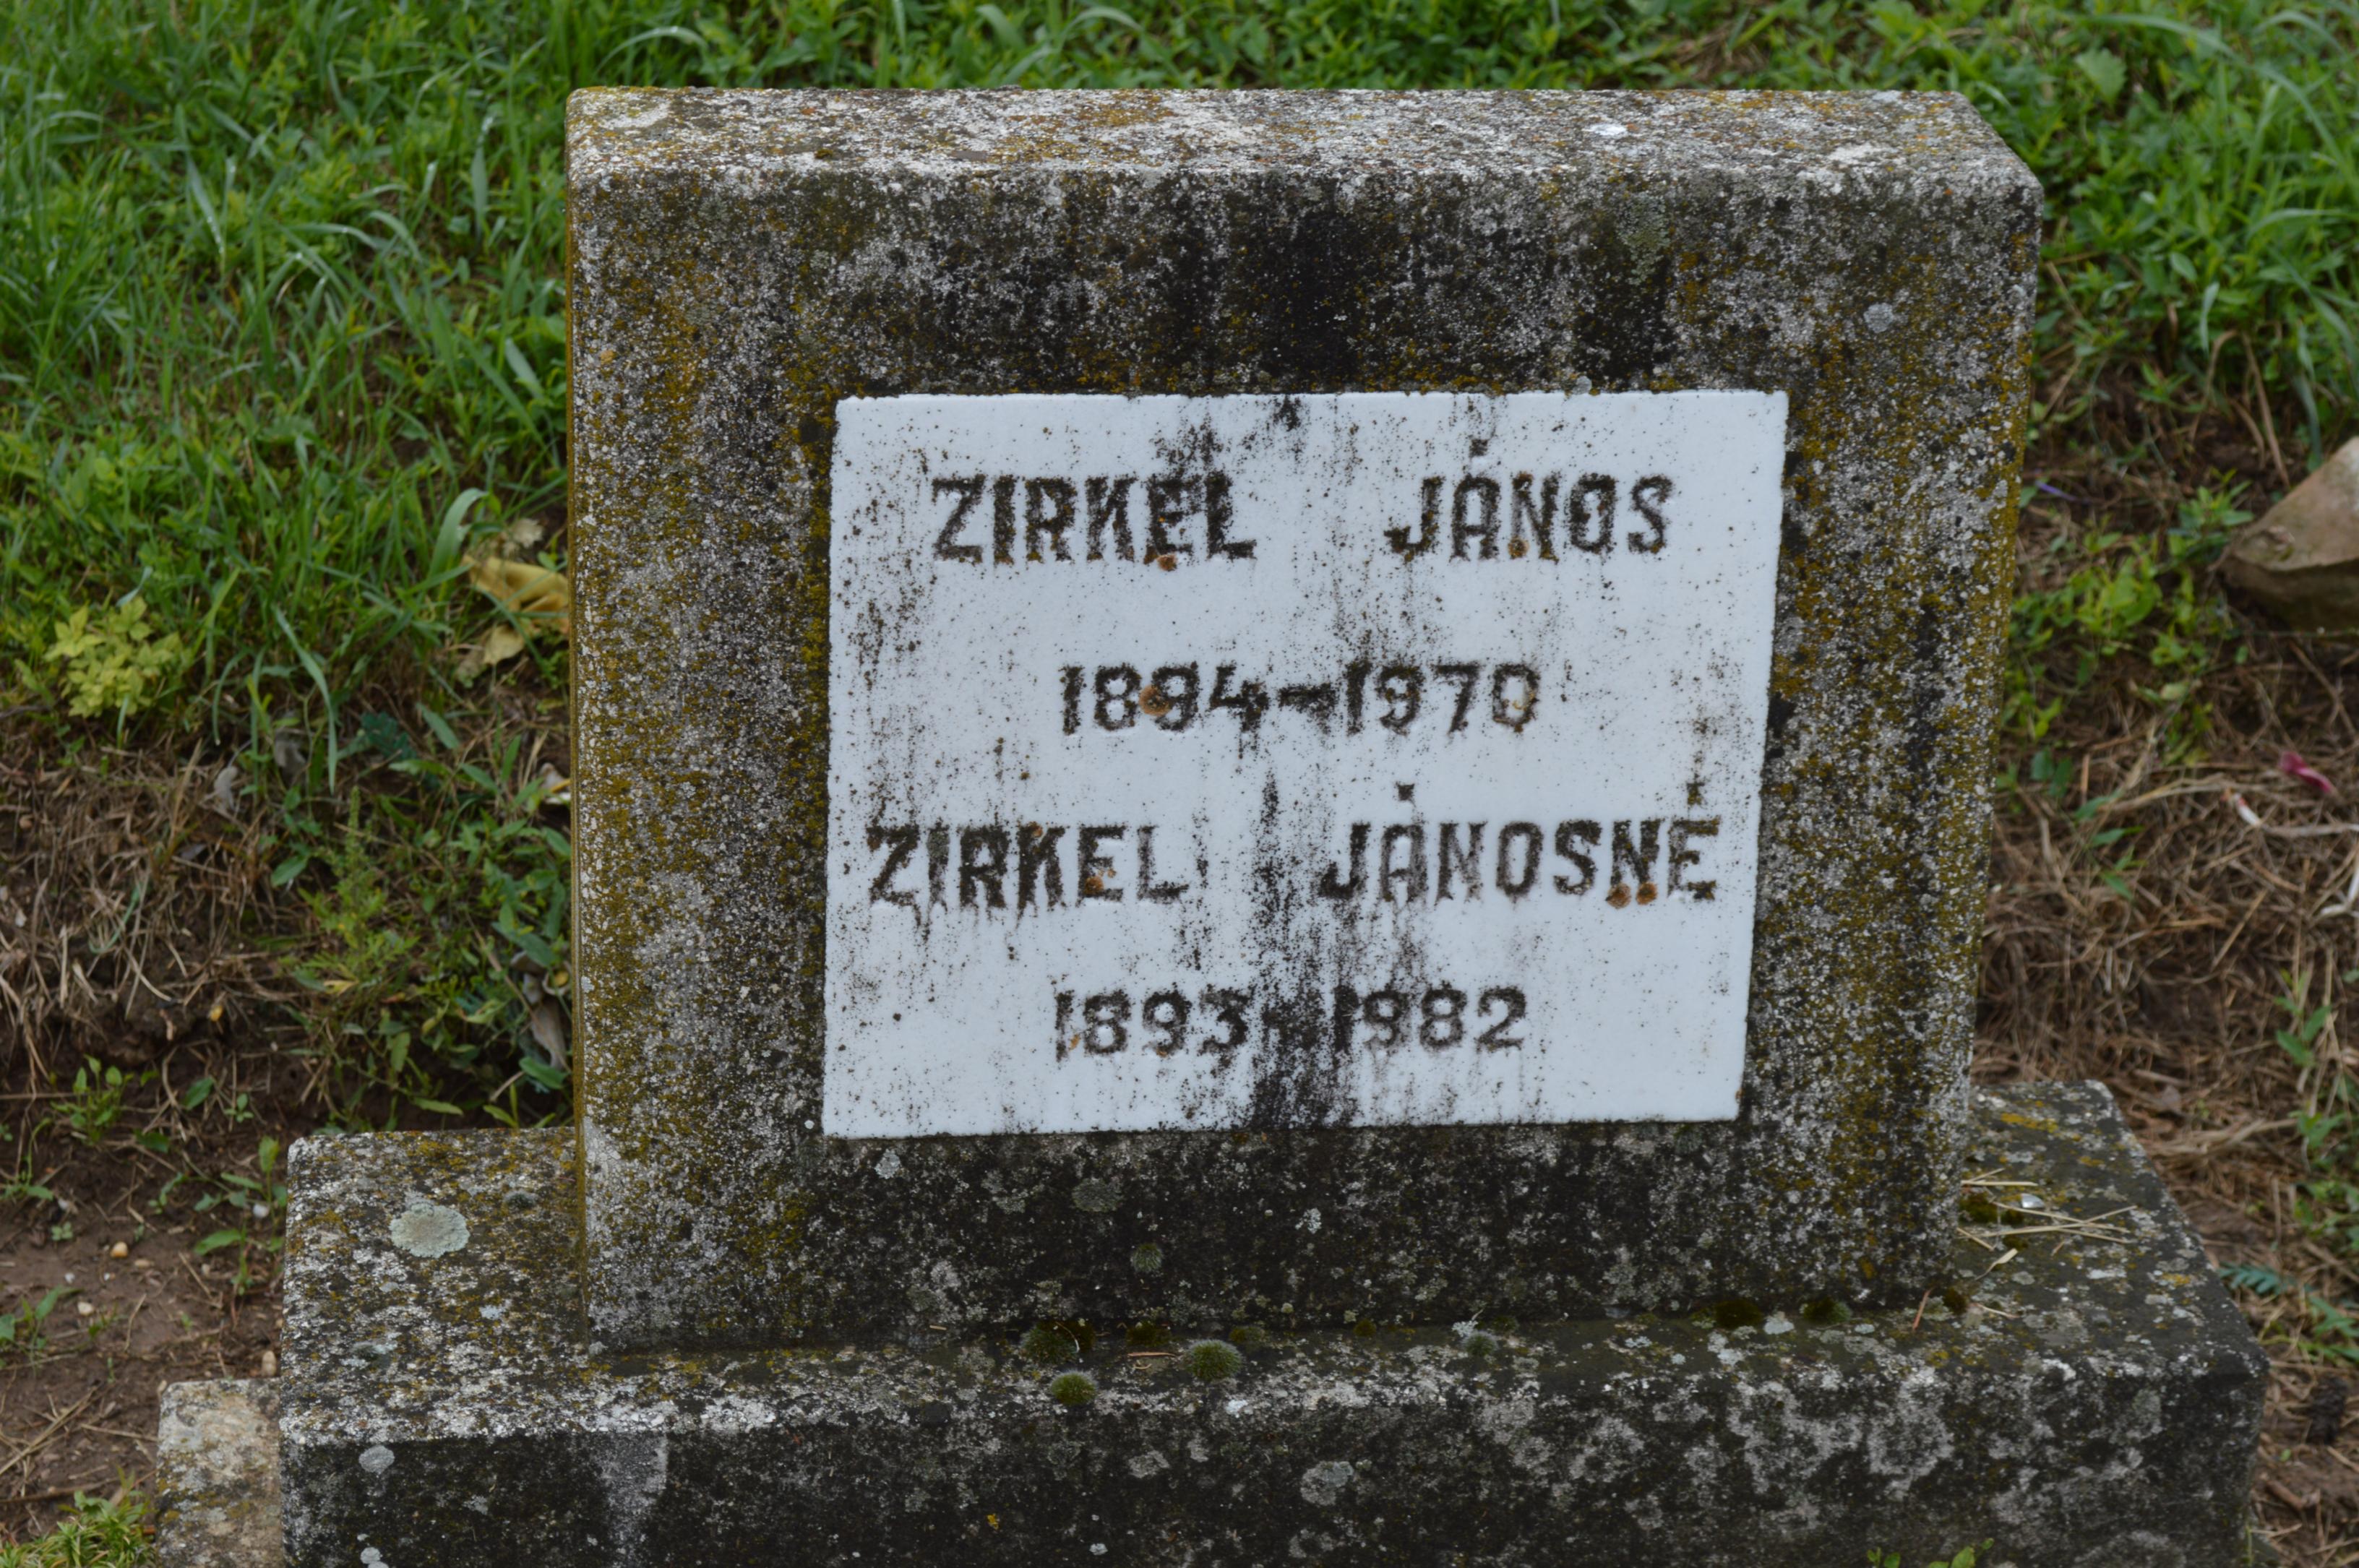 ZIRKEL JÁNOS
1894-1970
ZIRKEL JÁNOSNÉ
1893-1982